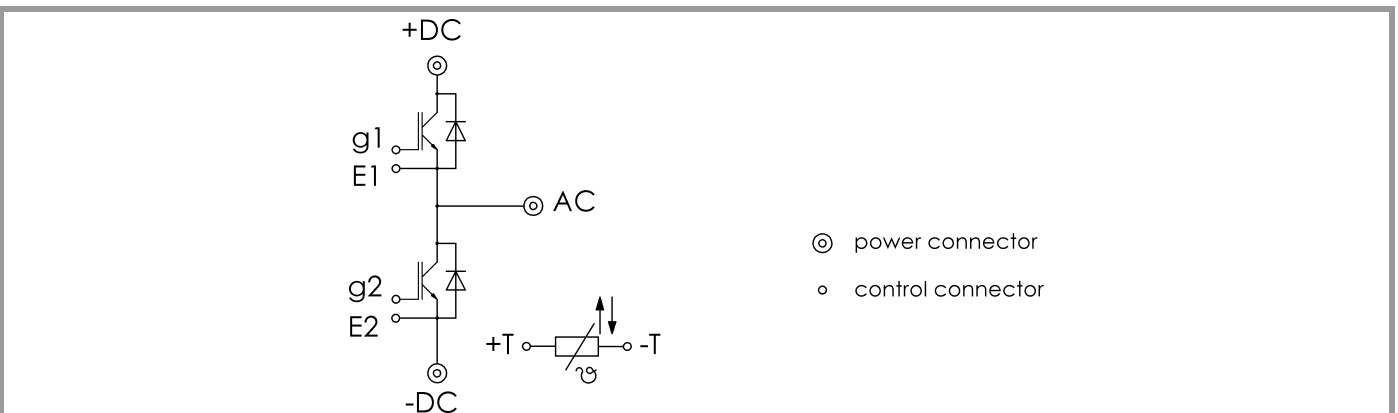 +DC
g1
E1
AC
power connector
g2
control connector
E2
+T
-T
ϑ
-DC